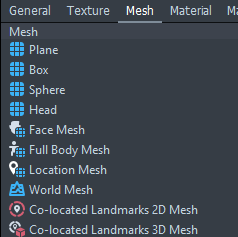 General Texture Mesh Material
Mesh
Plane
Box
Sphere
Head
Face Mesh
Full Body Mesh
Location Mesh
World Mesh
Co-located Landmarks 2D Mesh
Co-located Landmarks 3D Mesh